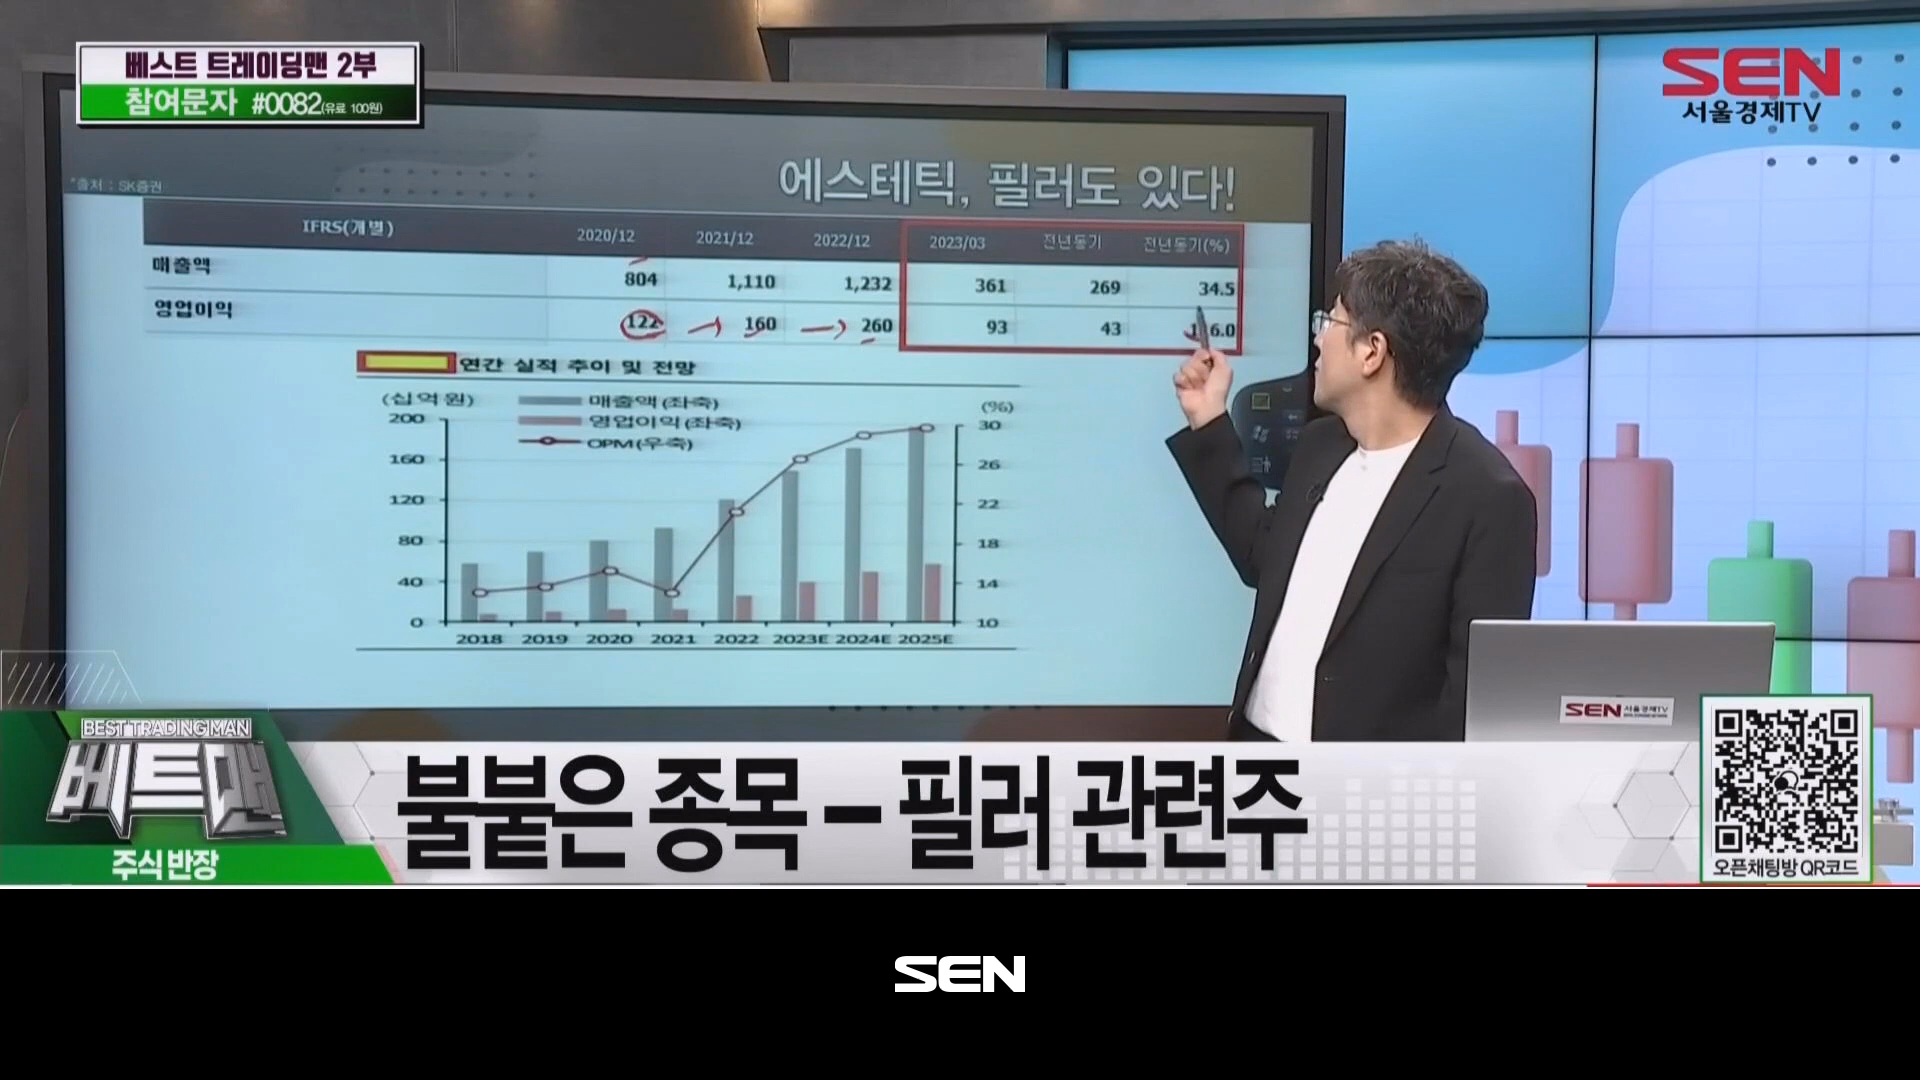 베스트 트레이딩맨 2부
참여문자 #0082(유료 100원)
SEN
서울경제TV
에스테틱, 필러도 있다!
*출처 : SK증권
IFRS(개별) 2020/12 2021/12 2022/12 2023/03 전년동기 전년동기(%)
매출액 804 1,110 1,232 361 269 34.5
영업이익 122 160 260 93 43
연간 실적 추이 및 전망
(십억원) 매출액(좌축) (%)
영업이익(좌축)
OPM(우축)
200 30
160 26
120 22
80 18
40 14
0 10
2018 2019 2020 2021 2022 2023E 2024E 2025E
SEN 서울경제TV
BEST TRADING MAN
베트맨
주식 반장
불붙은 종목 - 필러 관련주
오픈채팅방 QR코드
SEN